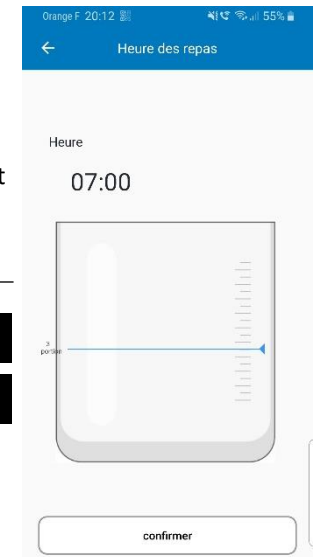 Orange F 20:12 55%
Heure des repas
Heure
t
07:00
3
portion
confirmer